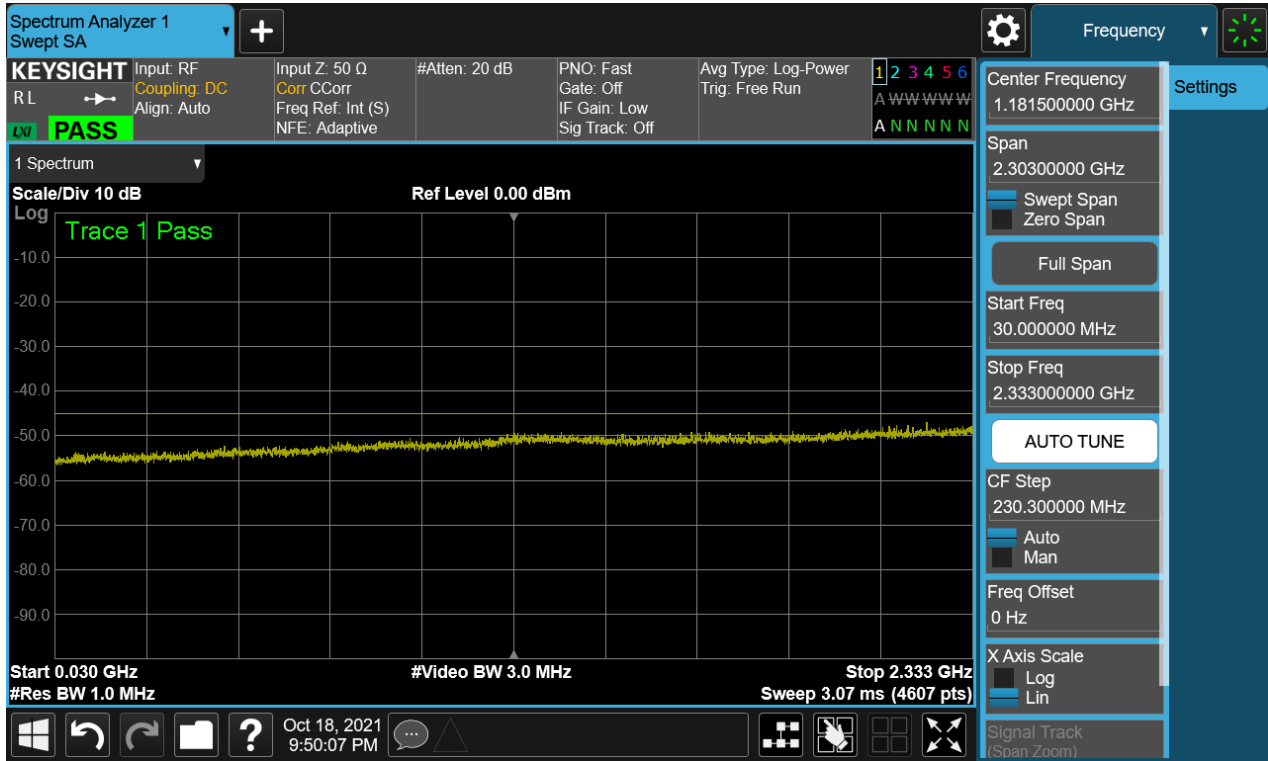 Spectrum Analyzer 1
Swept SA
Frequency
KEYSIGHT
R L
LXI
PASS
Input: RF
Coupling: DC
Align: Auto
Input Z: 50 Ω
Corr CCorr
Freq Ref: Int (S)
NFE: Adaptive
#Atten: 20 dB
PNO: Fast
Gate: Off
IF Gain: Low
Sig Track: Off
Avg Type: Log-Power
Trig: Free Run
1 2 3 4 5 6
A W W W W W
A N N N N N
1 Spectrum
Scale/Div 10 dB
Ref Level 0.00 dBm
Log
Trace 1 Pass
-10.0
-20.0
-30.0
-40.0
-50.0
-60.0
-70.0
-80.0
-90.0
Start 0.030 GHz
#Video BW 3.0 MHz
Stop 2.333 GHz
#Res BW 1.0 MHz
Sweep 3.07 ms (4607 pts)
Center Frequency
1.181500000 GHz
Settings
Span
2.30300000 GHz
Swept Span
Zero Span
Full Span
Start Freq
30.000000 MHz
Stop Freq
2.333000000 GHz
AUTO TUNE
CF Step
230.300000 MHz
Auto
Man
Freq Offset
0 Hz
X Axis Scale
Log
Lin
Signal Track
(Span Zoom)
?
Oct 18, 2021
9:50:07 PM